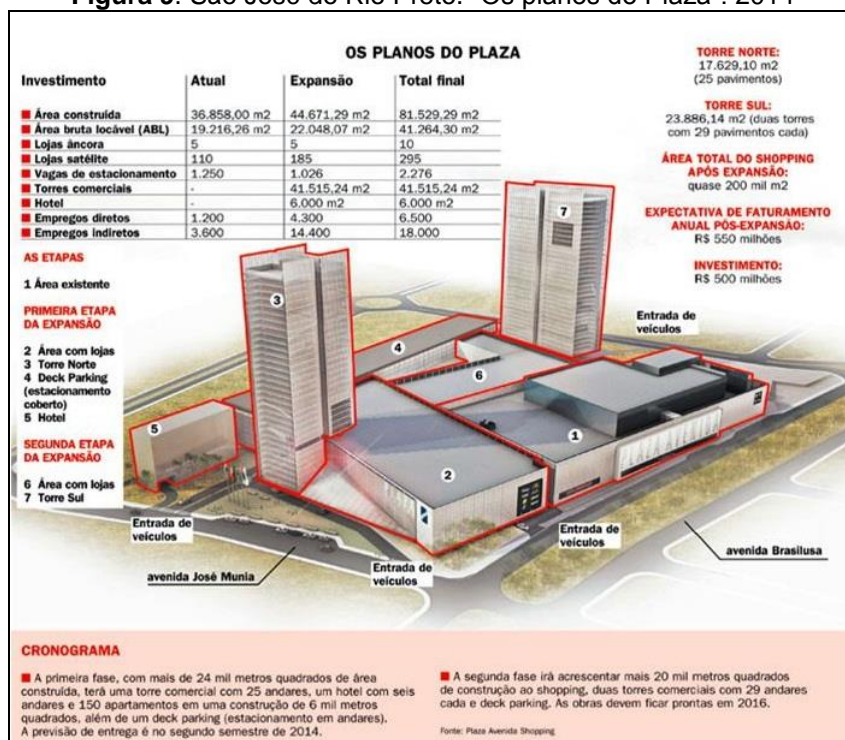 Figura 9: São José do Rio Preto: "Os planos do Plaza". 2014
OS PLANOS DO PLAZA
Investimento Atual Expansão Total final
Área construída 36.858,00 m2 44.671,29 m2 81.529,29 m2
Área bruta locável (ABL) 19.216,26 m2 22.048,07 m2 41.264,30 m2
Lojas âncora 5 5 10
Lojas satélite 110 185 295
Vagas de estacionamento 1.250 1.026 2.276
Torres comerciais - 41.515,24 m2 41.515,24 m2
Hotel - 6.000 m2 6.000 m2
Empregos diretos 1.200 4.300 6.500
Empregos indiretos 3.600 14.400 18.000
TORRE NORTE:
17.629,10 m2
(25 pavimentos)
TORRE SUL:
23.886,14 m2 (duas torres
com 29 pavimentos cada)
ÁREA TOTAL DO SHOPPING
APÓS EXPANSÃO:
quase 200 mil m2
EXPECTATIVA DE FATURAMENTO
ANUAL PÓS-EXPANSÃO:
R$ 550 milhões
INVESTIMENTO:
R$ 500 milhões
AS ETAPAS
1 Área existente
PRIMEIRA ETAPA
DA EXPANSÃO
2 Área com lojas
3 Torre Norte
4 Deck Parking
(estacionamento
coberto)
5 Hotel
SEGUNDA ETAPA
DA EXPANSÃO
6 Área com lojas
7 Torre Sul
7
3
Entrada de
veículos
4
6
5
1
2
Entrada de
veículos
Entrada de
veículos
avenida Brasilusa
avenida José Munia
Entrada de
veículos
CRONOGRAMA
A primeira fase, com mais de 24 mil metros quadrados de área
construída, terá uma torre comercial com 25 andares, um hotel com seis
andares e 150 apartamentos em uma construção de 6 mil metros
quadrados, além de um deck parking (estacionamento em andares).
A previsão de entrega é no segundo semestre de 2014.
A segunda fase irá acrescentar mais 20 mil metros quadrados
de construção ao shopping, duas torres comerciais com 29 andares
cada e deck parking. As obras devem ficar prontas em 2016.
Fonte: Plaza Avenida Shopping